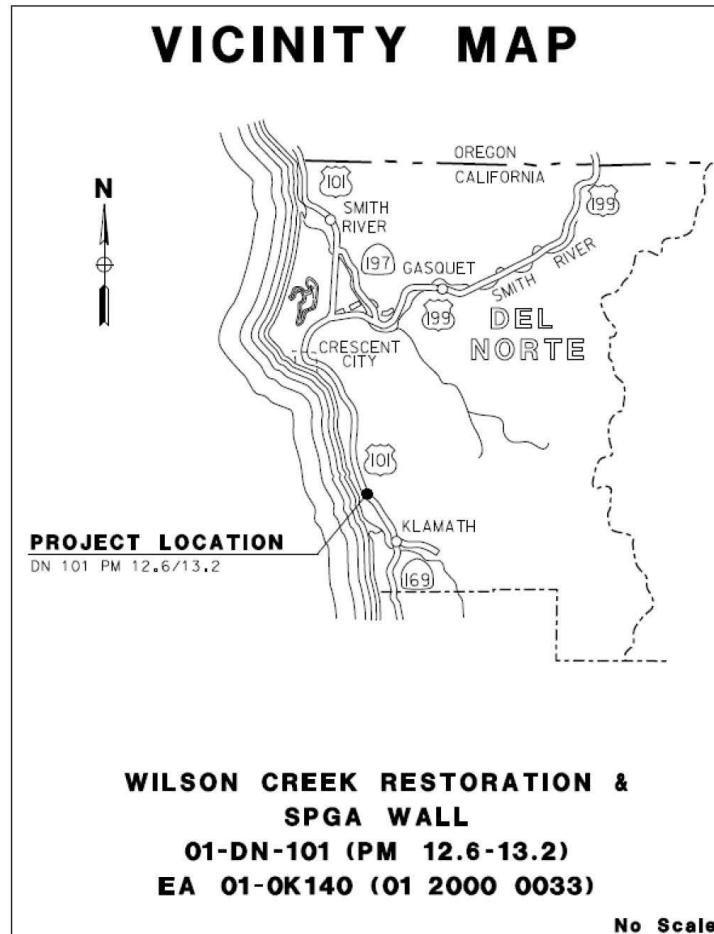 VICINITY MAP
OREGON
CALIFORNIA
N
101
199
SMITH
RIVER
197
GASQUET
SMITH RIVER
199
DEL
NORTE
CRESCENT
CITY
101
PROJECT LOCATION
DN 101 PM 12.6/13.2
KLAMATH
169
WILSON CREEK RESTORATION &
SPGA WALL
01-DN-101 (PM 12.6-13.2)
EA 01-0K140 (01 2000 0033)
No Scale